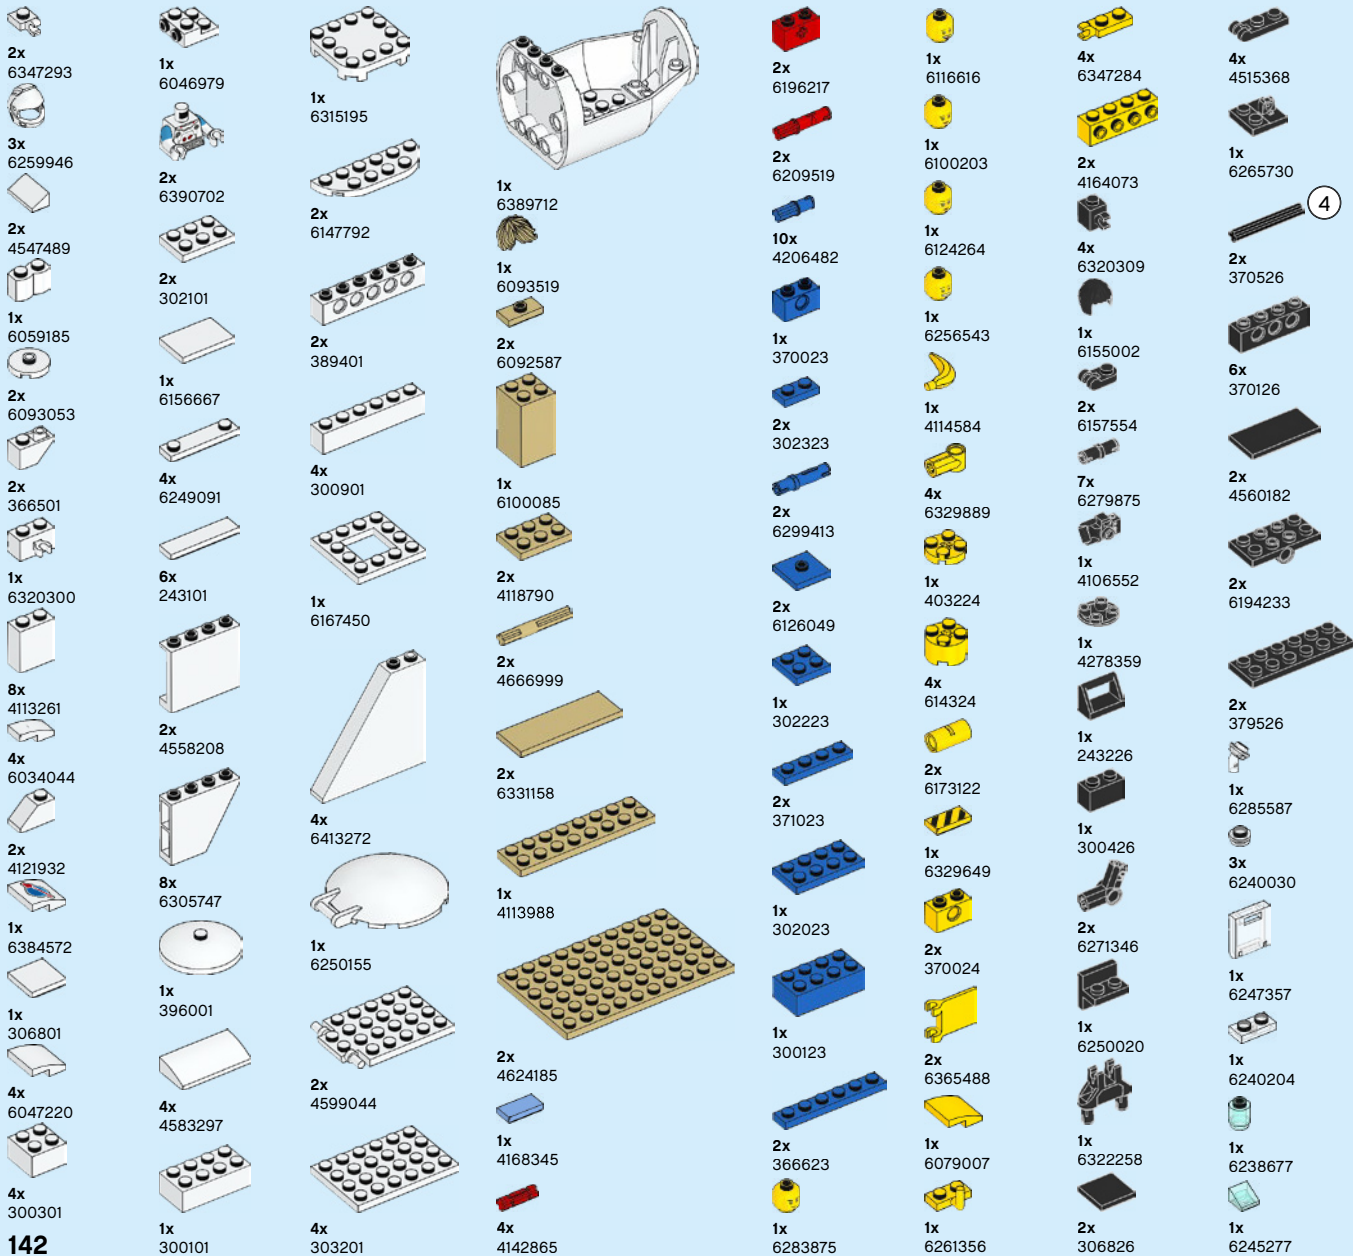 2x
6347293
3x
6259946
2x
4547489
1x
6059185
2x
6093053
2x
366501
1x
6320300
8x
4113261
4x
6034044
2x
4121932
1x
6384572
1x
306801
4x
6047220
4x
300301
142
1x
6046979
2x
6390702
2x
302101
1x
6156667
4x
6249091
6x
243101
2x
4558208
8x
6305747
1x
396001
4x
4583297
1x
300101
1x
6315195
2x
6147792
2x
389401
4x
300901
1x
6167450
4x
6413272
1x
6250155
2x
4599044
4x
303201
1x
6389712
1x
6093519
2x
6092587
1x
6100085
2x
4118790
2x
4666999
2x
6331158
1x
4113988
2x
4624185
1x
4168345
4x
4142865
2x
6196217
2x
6209519
10x
4206482
1x
370023
2x
302323
2x
6299413
2x
6126049
1x
302223
2x
371023
1x
302023
1x
300123
2x
366623
1x
6283875
1x
6116616
1x
6100203
1x
6124264
1x
6256543
1x
4114584
4x
6329889
1x
403224
4x
614324
2x
6173122
1x
6329649
2x
370024
2x
6365488
1x
6079007
1x
6261356
4x
6347284
2x
4164073
4x
6320309
1x
6155002
2x
6157554
7x
6279875
1x
4106552
1x
4278359
1x
243226
1x
300426
2x
6271346
1x
6250020
1x
6322258
2x
306826
4x
4515368
1x
6265730
4
2x
370526
6x
370126
2x
4560182
2x
6194233
2x
379526
1x
6285587
3x
6240030
1x
6247357
1x
6240204
1x
6238677
1x
6245277